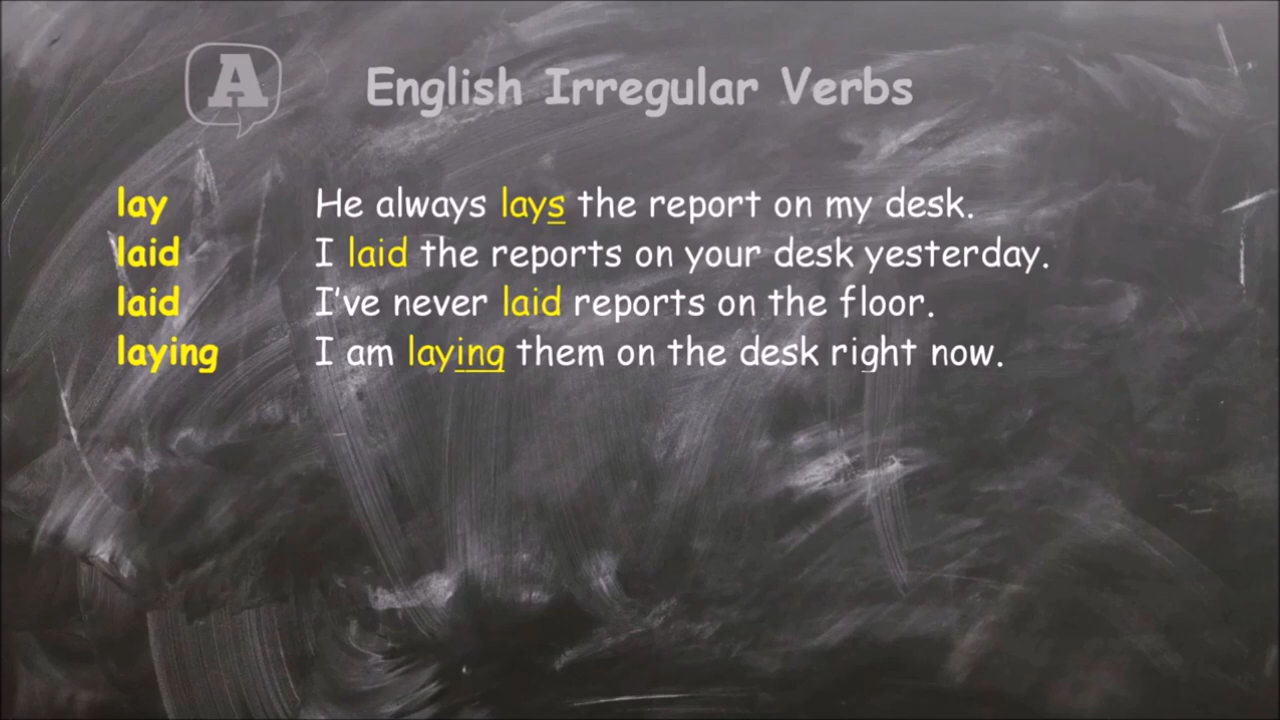 A
English Irregular Verbs
lay He always lays the report on my desk.
laid I laid the reports on your desk yesterday.
laid I've never laid reports on the floor.
laying I am laying them on the desk right now.